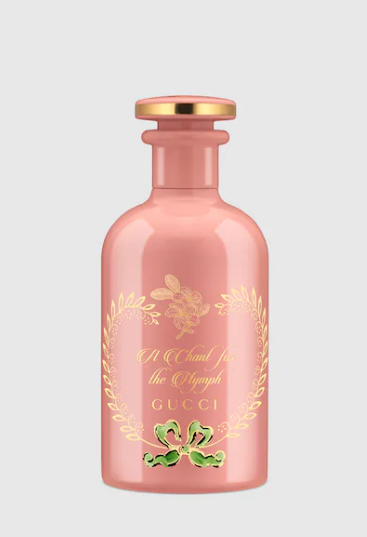 A Chant for
the Nymph
GUCCI